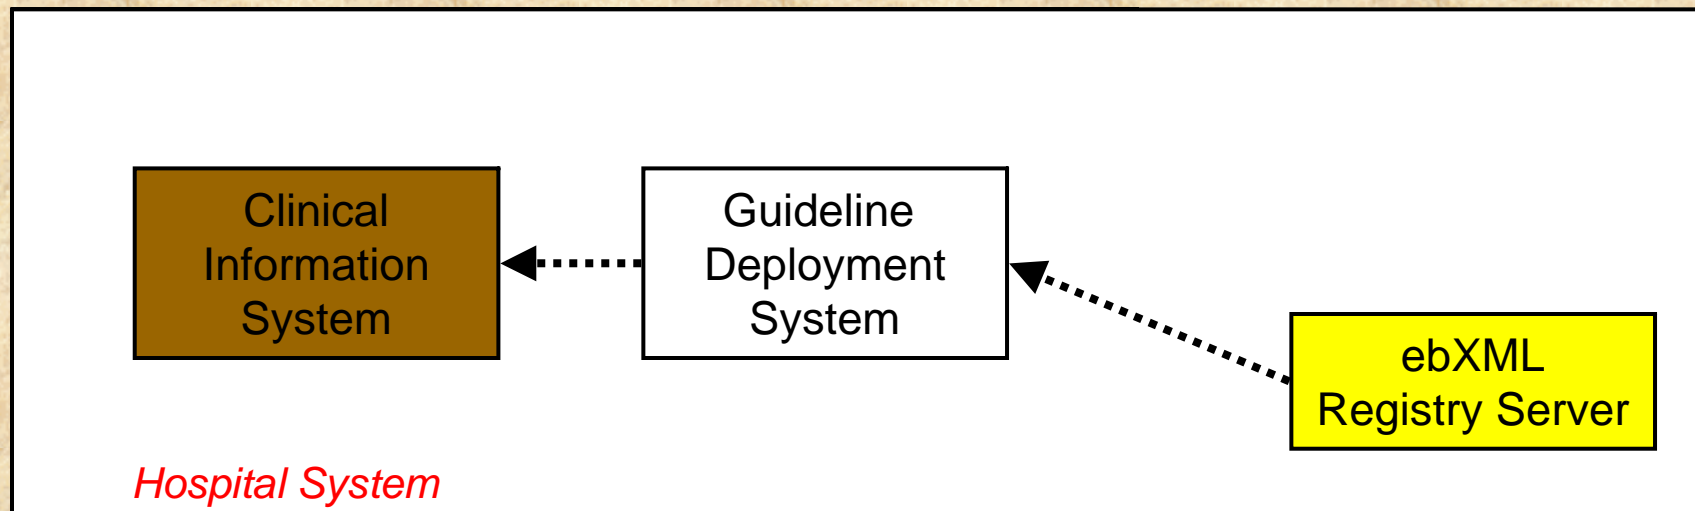 Clinical
Information
System
Guideline
Deployment
System
ebXML
Registry Server
Hospital System